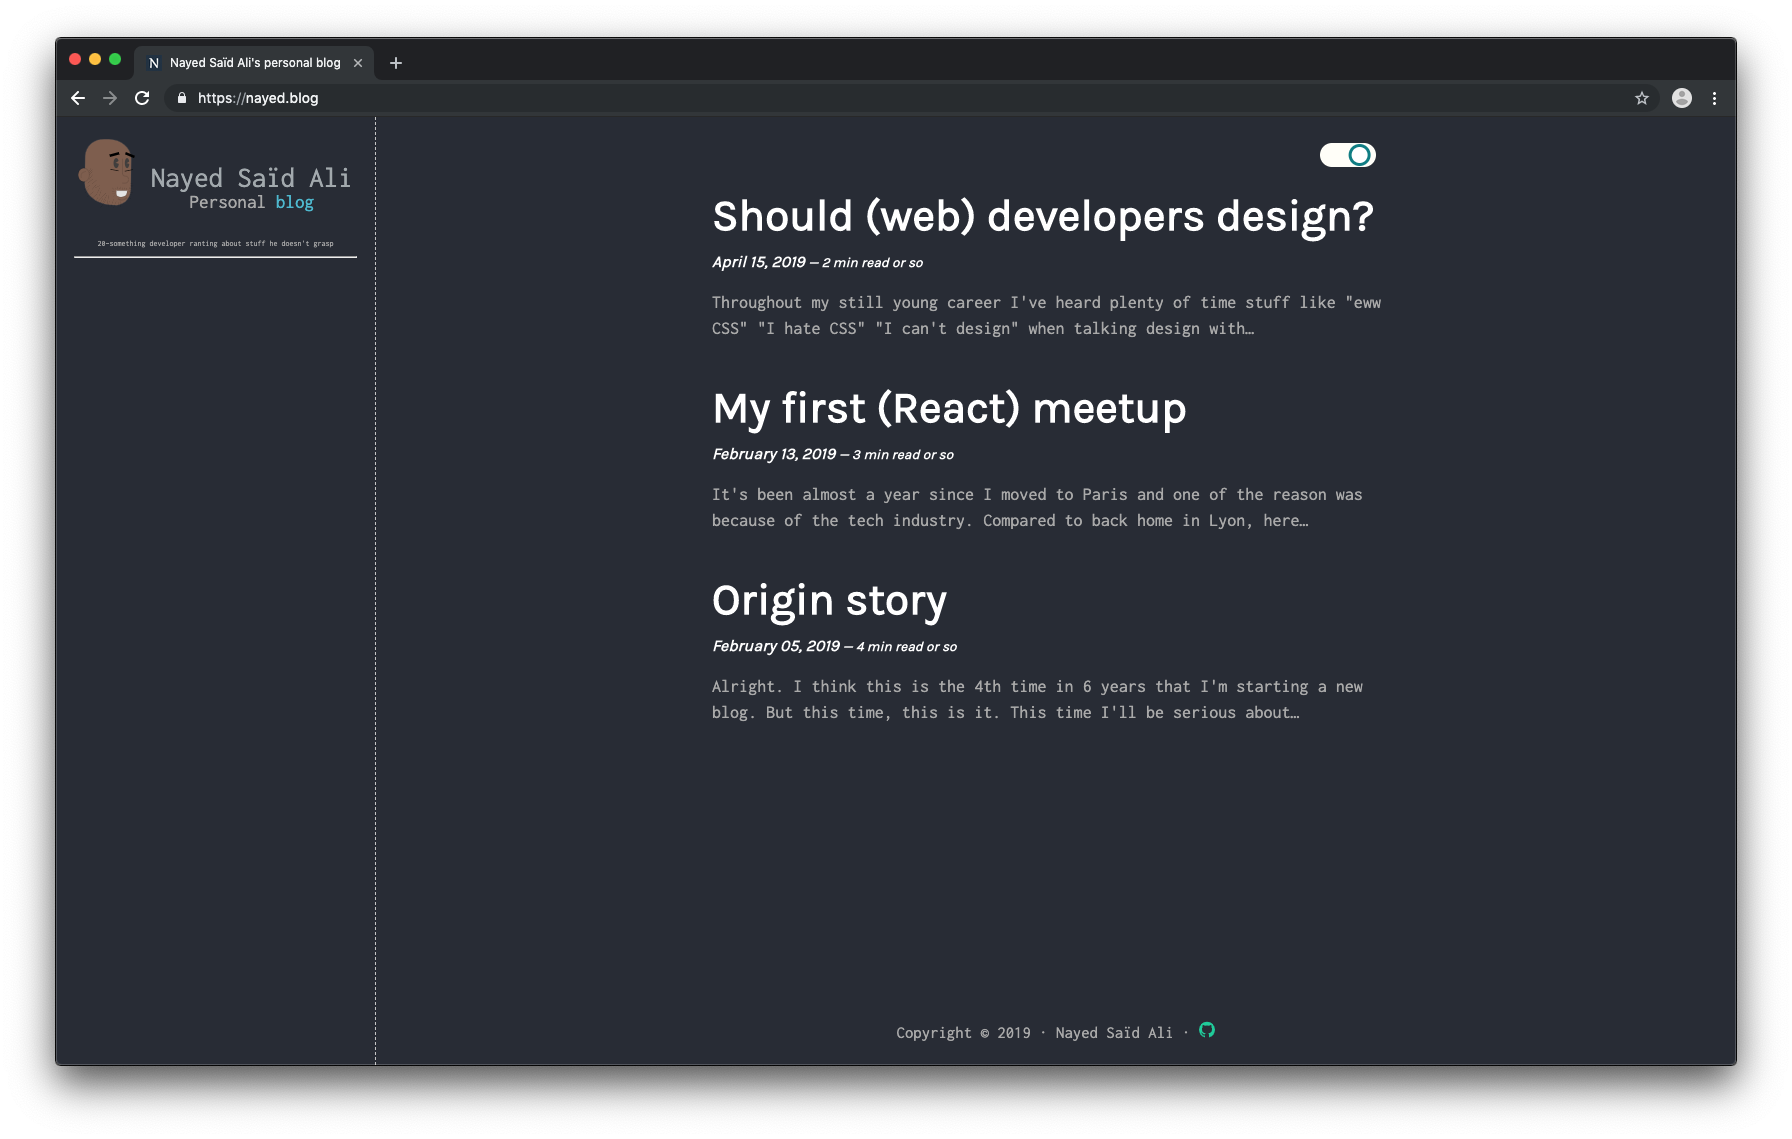 N Nayed Saïd Ali's personal blog
https://nayed.blog
Nayed Saïd Ali
Personal blog
20-something developer ranting about stuff he doesn't grasp
Should (web) developers design?
April 15, 2019 — 2 min read or so
Throughout my still young career I've heard plenty of time stuff like "eww
CSS" "I hate CSS" "I can't design" when talking design with…
My first (React) meetup
February 13, 2019 — 3 min read or so
It's been almost a year since I moved to Paris and one of the reason was
because of the tech industry. Compared to back home in Lyon, here…
Origin story
February 05, 2019 — 4 min read or so
Alright. I think this is the 4th time in 6 years that I'm starting a new
blog. But this time, this is it. This time I'll be serious about…
Copyright © 2019 · Nayed Saïd Ali ·